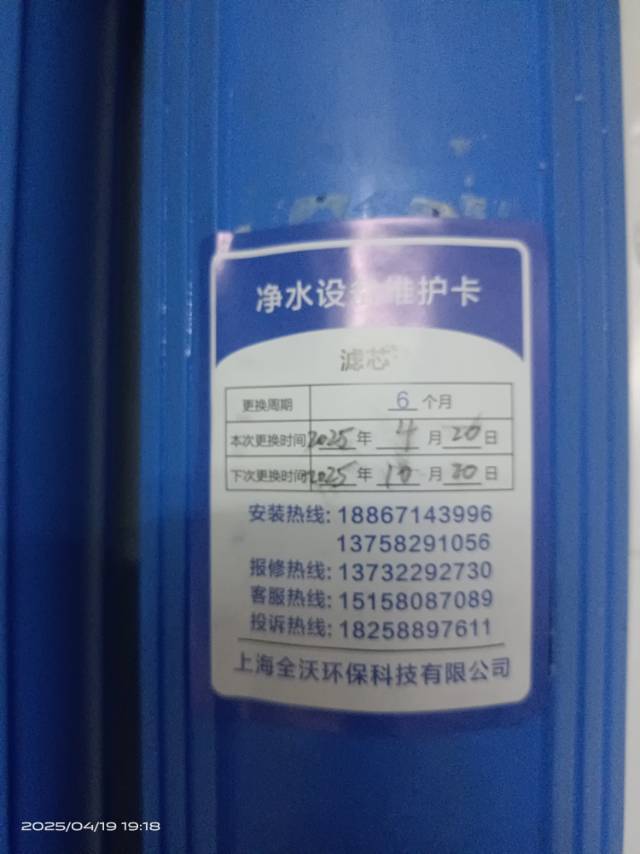 净水设备维护卡
滤芯
更换周期 6 个月
本次更换时间 2025 年 4 月 20 日
下次更换时间 2025 年 10 月 20 日
安装热线: 18867143996
13758291056
报修热线: 13732292730
客服热线: 15158087089
投诉热线: 18258897611
上海全沃环保科技有限公司
2025/04/19 19:18